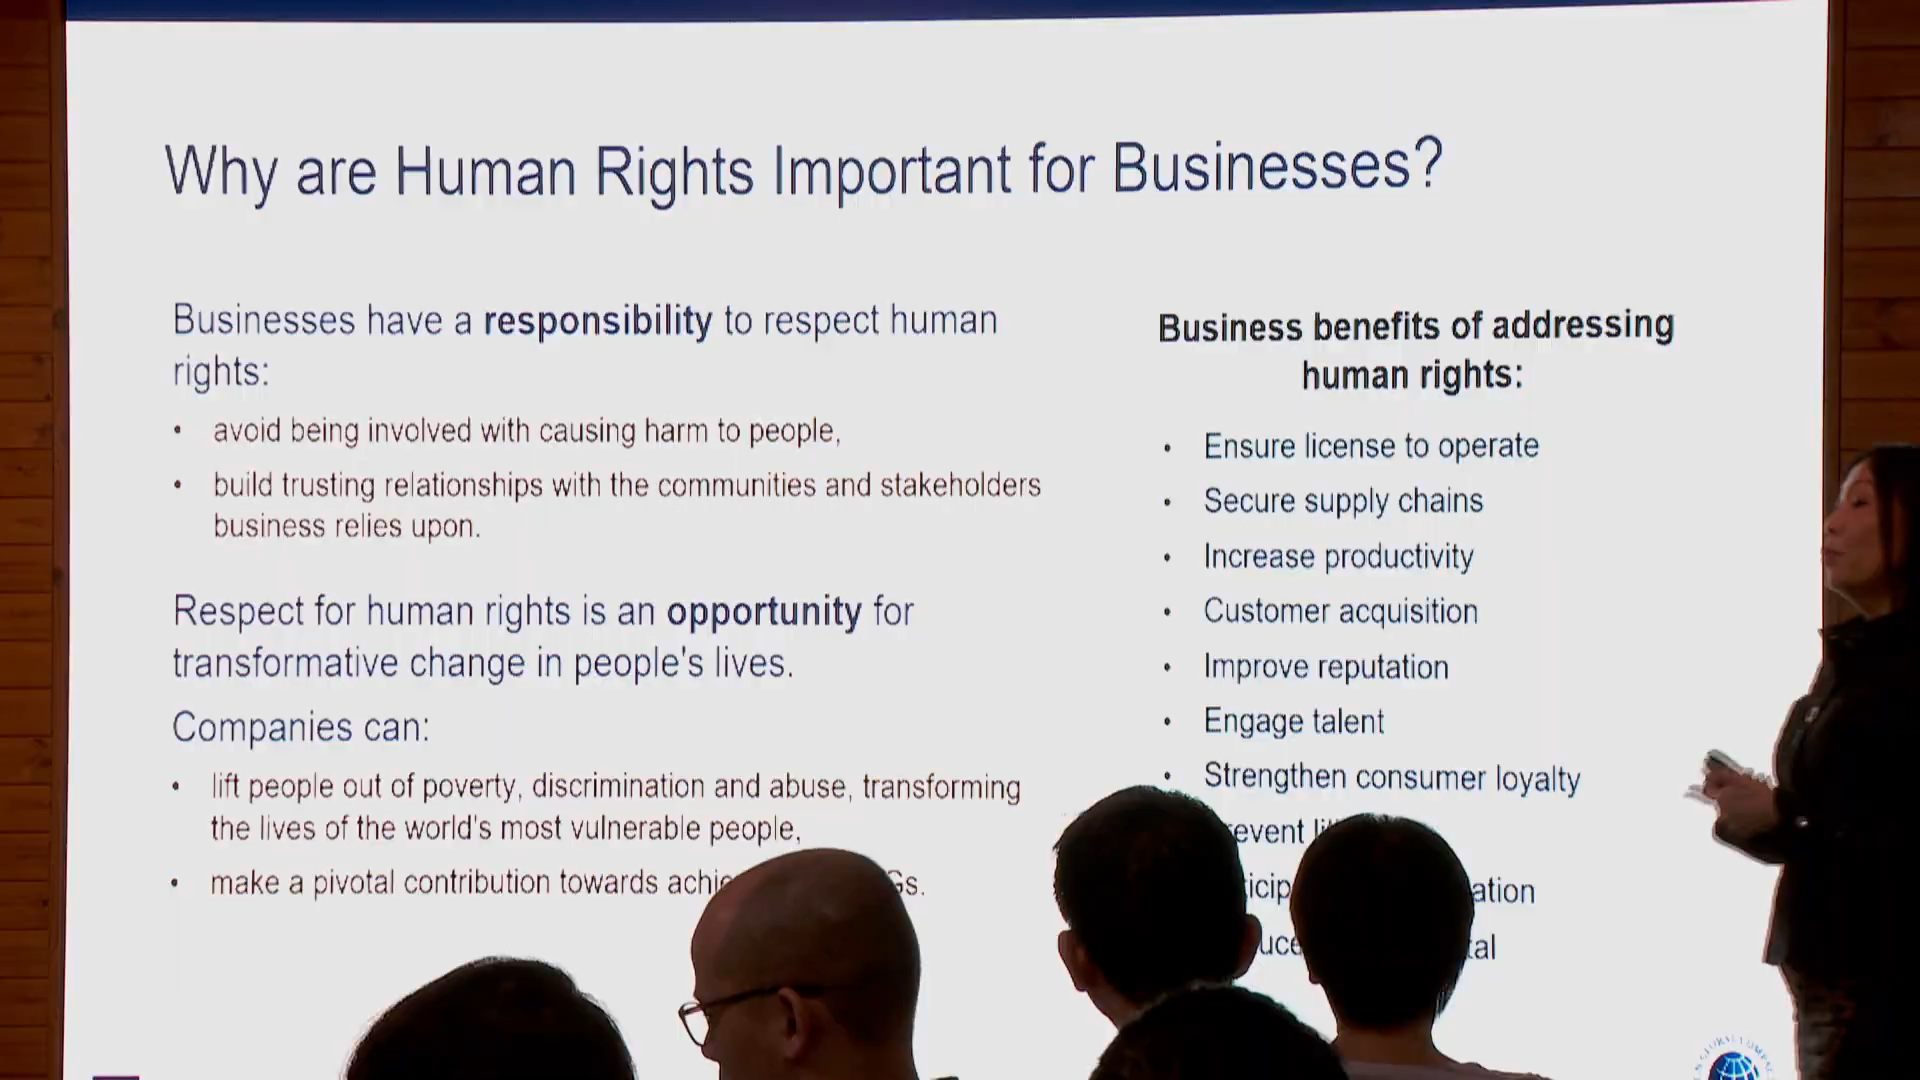 Why are Human Rights Important for Businesses?
Businesses have a responsibility to respect human
rights:
• avoid being involved with causing harm to people,
• build trusting relationships with the communities and stakeholders
business relies upon.
Respect for human rights is an opportunity for
transformative change in people's lives.
Companies can:
• lift people out of poverty, discrimination and abuse, transforming
the lives of the world's most vulnerable people,
• make a pivotal contribution towards
Business benefits of addressing
human rights:
• Ensure license to operate
• Secure supply chains
• Increase productivity
• Customer acquisition
• Improve reputation
• Engage talent
• Strengthen consumer loyalty
GLOBAL